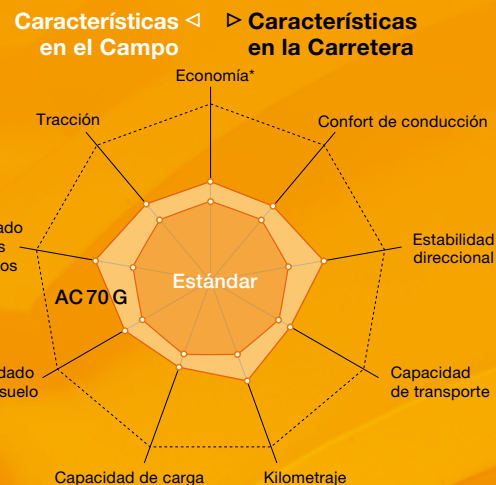 Características ◁ ▷ Características
en el Campo en la Carretera
Economía*
Tracción
Confort de conducción
Estabilidad
direccional
AC 70 G
Estándar
suelo
Capacidad
de transporte
Capacidad de carga
Kilometraje